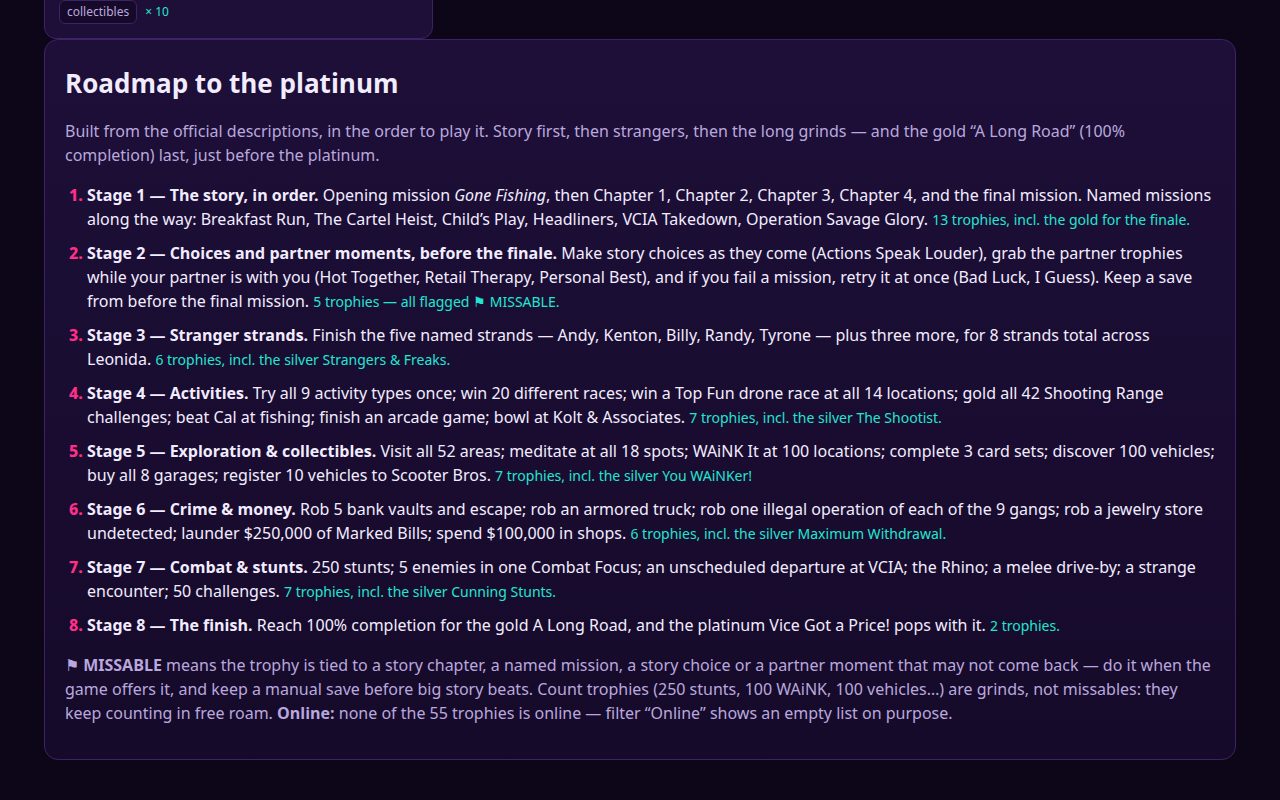 collectibles × 10
Roadmap to the platinum
Built from the official descriptions, in the order to play it. Story first, then strangers, then the long grinds — and the gold “A Long Road” (100%
completion) last, just before the platinum.
1. Stage 1 — The story, in order. Opening mission Gone Fishing, then Chapter 1, Chapter 2, Chapter 3, Chapter 4, and the final mission. Named missions
along the way: Breakfast Run, The Cartel Heist, Child’s Play, Headliners, VCIA Takedown, Operation Savage Glory. 13 trophies, incl. the gold for the finale.
2. Stage 2 — Choices and partner moments, before the finale. Make story choices as they come (Actions Speak Louder), grab the partner trophies
while your partner is with you (Hot Together, Retail Therapy, Personal Best), and if you fail a mission, retry it at once (Bad Luck, I Guess). Keep a save
from before the final mission. 5 trophies — all flagged ⚑ MISSABLE.
3. Stage 3 — Stranger strands. Finish the five named strands — Andy, Kenton, Billy, Randy, Tyrone — plus three more, for 8 strands total across
Leonida. 6 trophies, incl. the silver Strangers & Freaks.
4. Stage 4 — Activities. Try all 9 activity types once; win 20 different races; win a Top Fun drone race at all 14 locations; gold all 42 Shooting Range
challenges; beat Cal at fishing; finish an arcade game; bowl at Kolt & Associates. 7 trophies, incl. the silver The Shootist.
5. Stage 5 — Exploration & collectibles. Visit all 52 areas; meditate at all 18 spots; WAiNK It at 100 locations; complete 3 card sets; discover 100 vehicles;
buy all 8 garages; register 10 vehicles to Scooter Bros. 7 trophies, incl. the silver You WAiNKer!
6. Stage 6 — Crime & money. Rob 5 bank vaults and escape; rob an armored truck; rob one illegal operation of each of the 9 gangs; rob a jewelry store
undetected; launder $250,000 of Marked Bills; spend $100,000 in shops. 6 trophies, incl. the silver Maximum Withdrawal.
7. Stage 7 — Combat & stunts. 250 stunts; 5 enemies in one Combat Focus; an unscheduled departure at VCIA; the Rhino; a melee drive-by; a strange
encounter; 50 challenges. 7 trophies, incl. the silver Cunning Stunts.
8. Stage 8 — The finish. Reach 100% completion for the gold A Long Road, and the platinum Vice Got a Price! pops with it. 2 trophies.
⚑ MISSABLE means the trophy is tied to a story chapter, a named mission, a story choice or a partner moment that may not come back — do it when the
game offers it, and keep a manual save before big story beats. Count trophies (250 stunts, 100 WAiNK, 100 vehicles…) are grinds, not missables: they
keep counting in free roam. Online: none of the 55 trophies is online — filter “Online” shows an empty list on purpose.